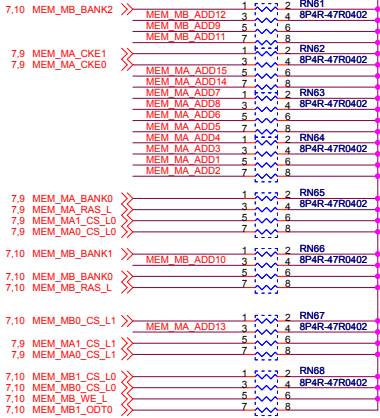 7,10 MEM_MB_BANK2 1 2 RN61
MEM_MB_ADD12 3 4 8P4R-47R0402
MEM_MB_ADD9 5 6
MEM_MB_ADD11 7 8
7,9 MEM_MA_CKE1 1 2 RN62
7,9 MEM_MA_CKE0 3 4 8P4R-47R0402
MEM_MA_ADD15 5 6
MEM_MA_ADD14 7 8
MEM_MA_ADD7 1 2 RN63
MEM_MA_ADD8 3 4 8P4R-47R0402
MEM_MA_ADD6 5 6
MEM_MA_ADD5 7 8
MEM_MA_ADD4 1 2 RN64
MEM_MA_ADD3 3 4 8P4R-47R0402
MEM_MA_ADD1 5 6
MEM_MA_ADD2 7 8
7,9 MEM_MA_BANK0 1 2 RN65
7,9 MEM_MA_RAS_L 3 4 8P4R-47R0402
7,9 MEM_MA1_CS_L0 5 6
7,9 MEM_MA0_CS_L0 7 8
7,10 MEM_MB_BANK1 1 2 RN66
MEM_MB_ADD10 3 4 8P4R-47R0402
7,10 MEM_MB_BANK0 5 6
7,10 MEM_MB_RAS_L 7 8
7,10 MEM_MB0_CS_L1 1 2 RN67
MEM_MA_ADD13 3 4 8P4R-47R0402
7,9 MEM_MA1_CS_L1 5 6
7,9 MEM_MA0_CS_L1 7 8
7,10 MEM_MB1_CS_L0 1 2 RN68
7,10 MEM_MB0_CS_L0 3 4 8P4R-47R0402
7,10 MEM_MB_WE_L 5 6
7,10 MEM_MB1_ODT0 7 8